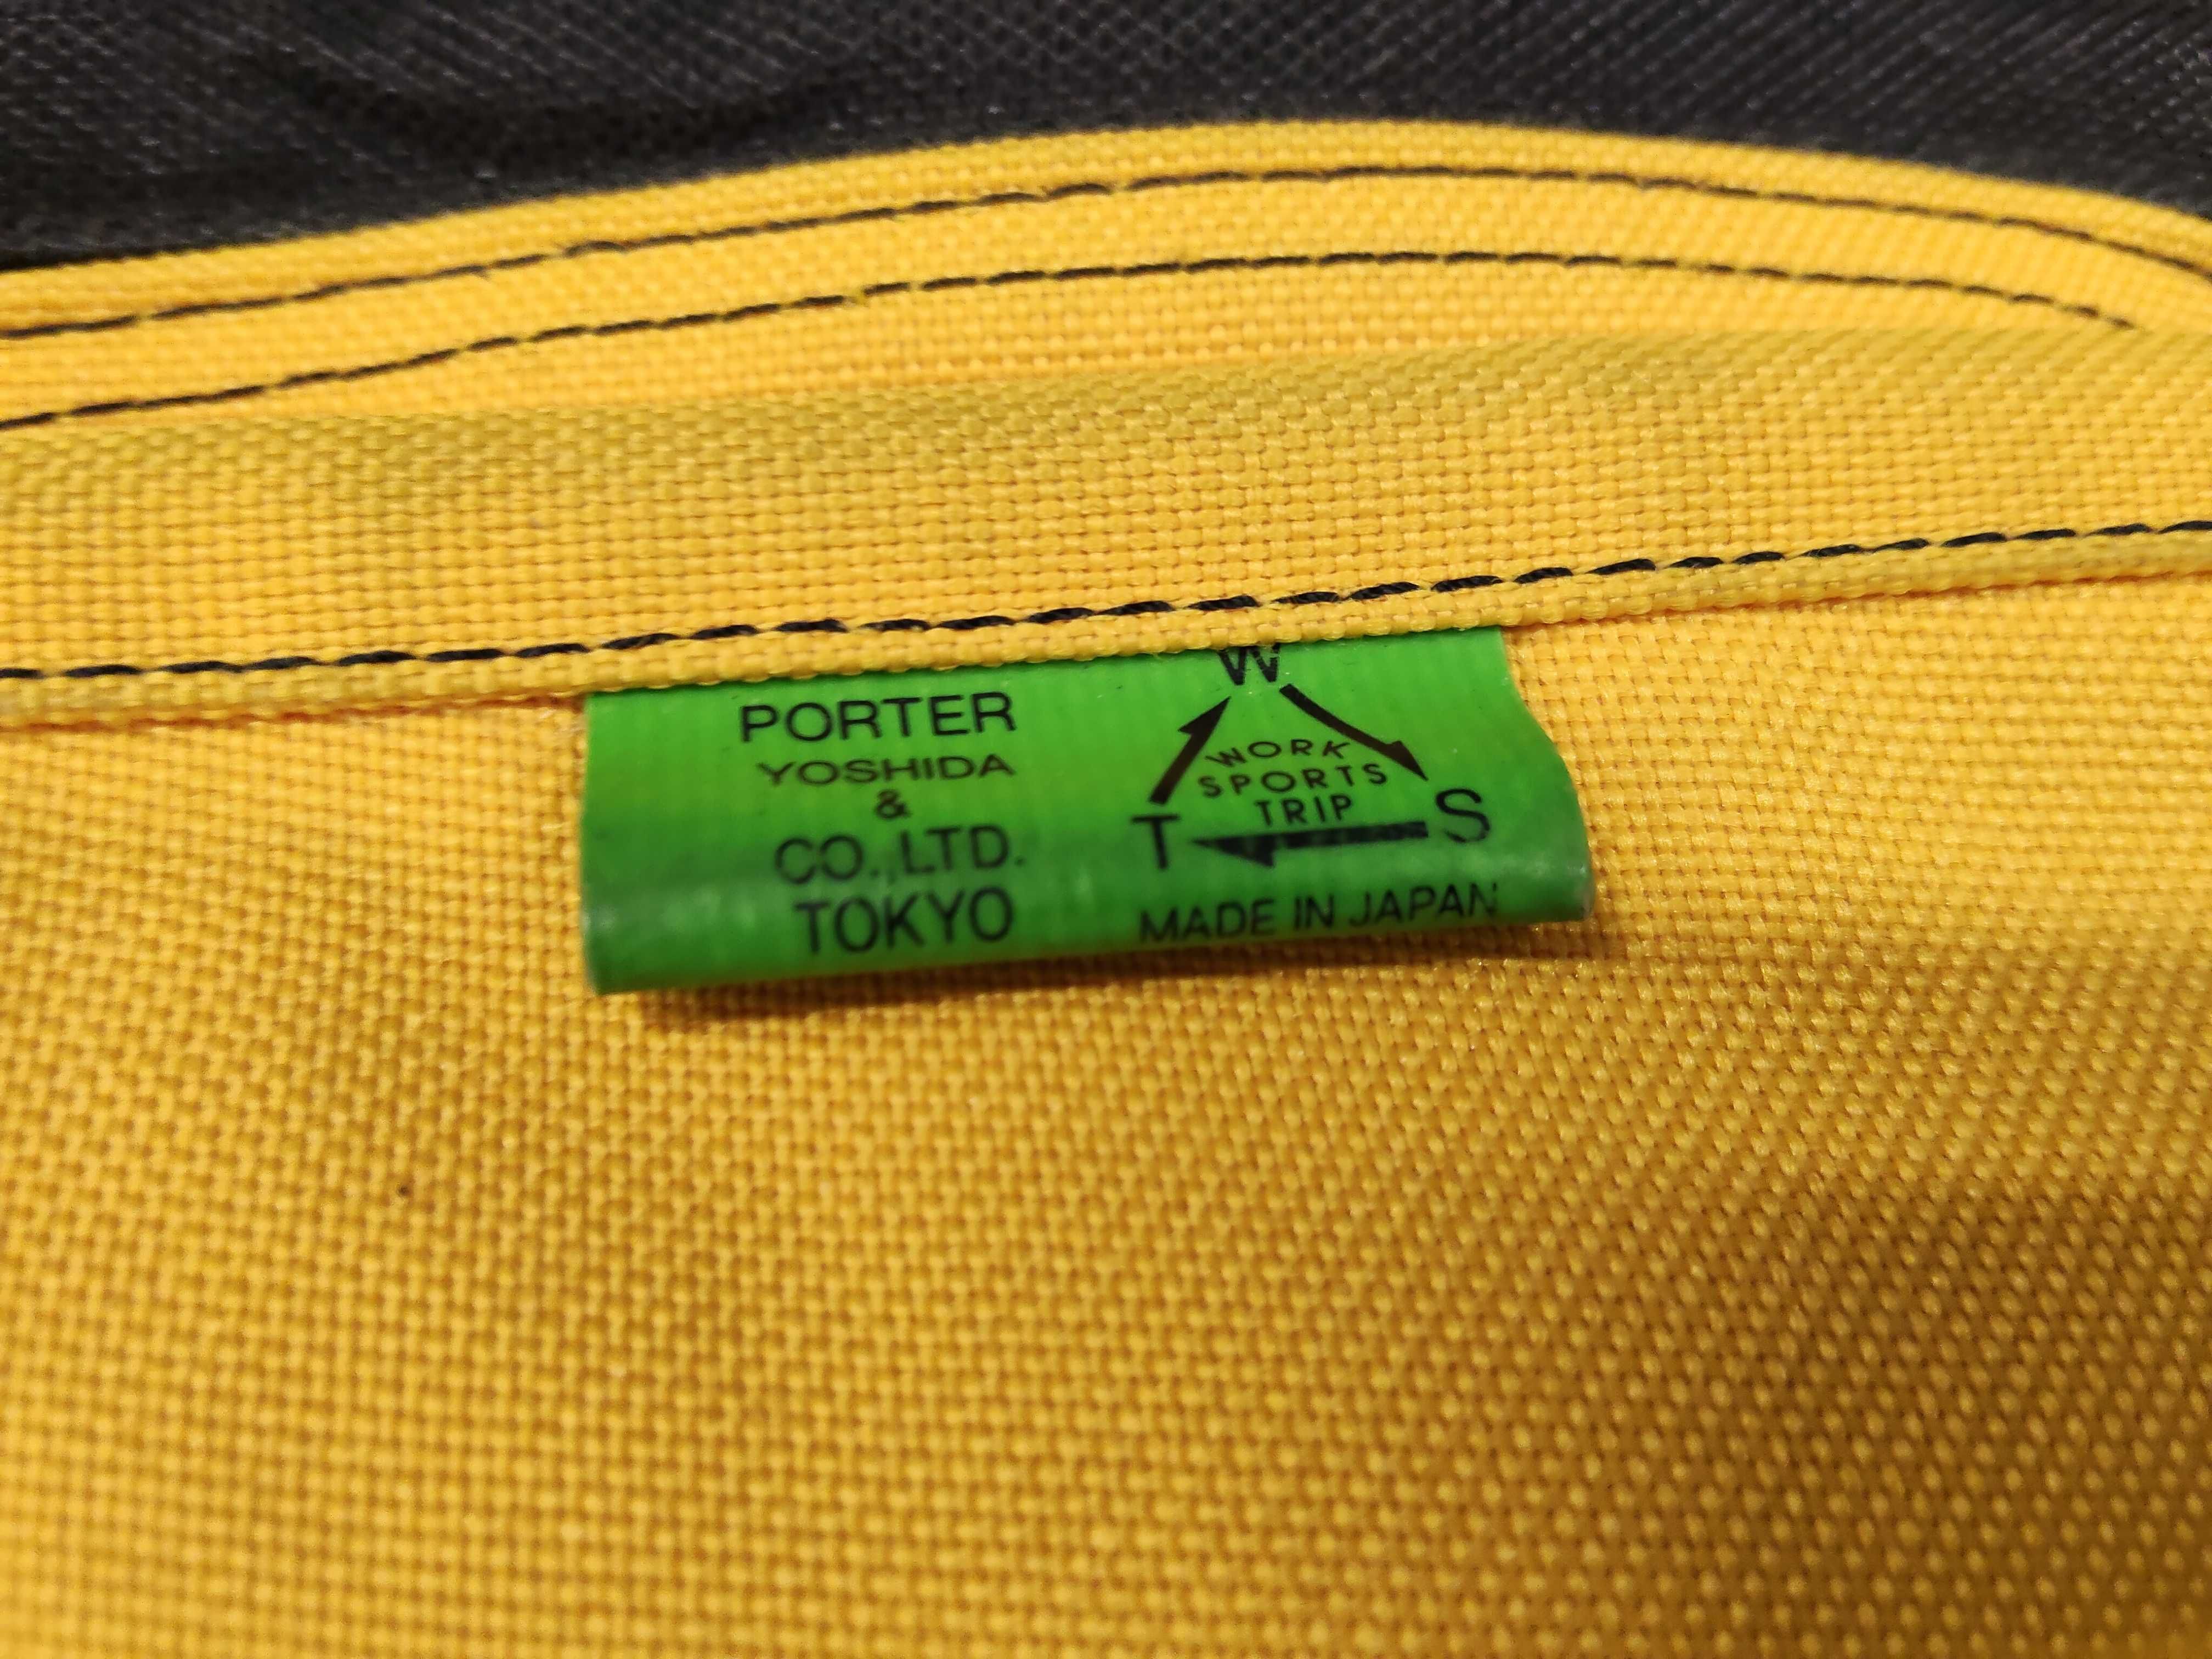 PORTER
YOSHIDA
&
CO.,LTD.
TOKYO
W
WORK
SPORTS
TRIP
T S
MADE IN JAPAN